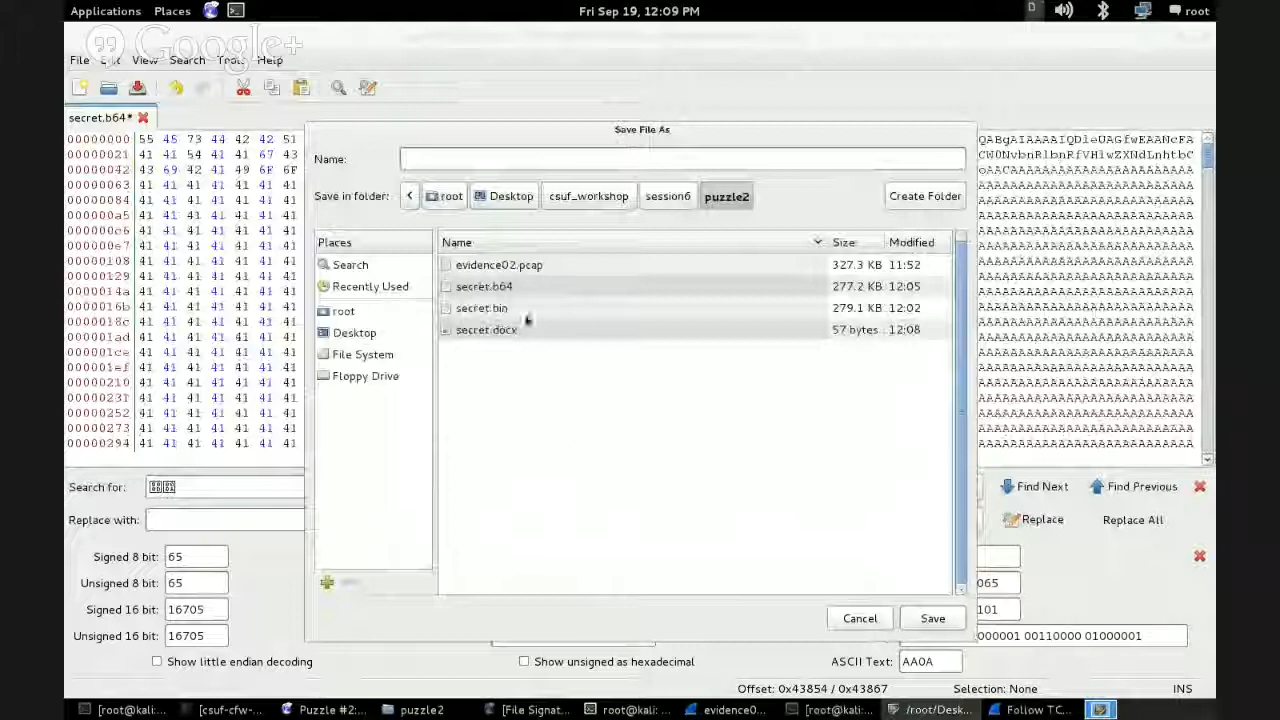 Applications Places Fri Sep 19, 12:09 PM root
Google+
File Edit View Search Tools Help
secret.b64*
Save File As
Name:
Save in folder: root Desktop csuf_workshop session6 puzzle2 Create Folder
Places
Search
Recently Used
root
Desktop
File System
Floppy Drive
Name Size Modified
evidence02.pcap 327.3 KB 11:52
secret.b64 277.2 KB 12:05
secret.bin 279.1 KB 12:02
secret.docx 57 bytes 12:08
Cancel Save
00000000 55 45 73 44 42 42 51
00000021 41 41 54 41 41 67 43
00000042 43 69 42 41 49 6F 6F
00000063 41 41 41 41 41 41 41
00000084 41 41 41 41 41 41 41
000000a5 41 41 41 41 41 41 41
000000c6 41 41 41 41 41 41 41
000000e7 41 41 41 41 41 41 41
00000108 41 41 41 41 41 41 41
00000129 41 41 41 41 41 41 41
0000014a 41 41 41 41 41 41 41
0000016b 41 41 41 41 41 41 41
0000018c 41 41 41 41 41 41 41
000001ad 41 41 41 41 41 41 41
000001ce 41 41 41 41 41 41 41
000001ef 41 41 41 41 41 41 41
00000210 41 41 41 41 41 41 41
00000231 41 41 41 41 41 41 41
00000252 41 41 41 41 41 41 41
00000273 41 41 41 41 41 41 41
00000294 41 41 41 41 41 41 41
Search for: Find Next Find Previous
Replace with: Replace Replace All
Signed 8 bit: 65
Unsigned 8 bit: 65 065
Signed 16 bit: 16705 101
Unsigned 16 bit: 16705 000001 00110000 01000001
Show little endian decoding Show unsigned as hexadecimal ASCII Text: AA0A
Offset: 0x43854 / 0x43867 Selection: None INS
[root@kali: ... [csuf-cfw-... Puzzle #2:... puzzle2 [File Signat... root@kali: ... evidence0... [root@kali: ... /root/Desk... Follow TC...